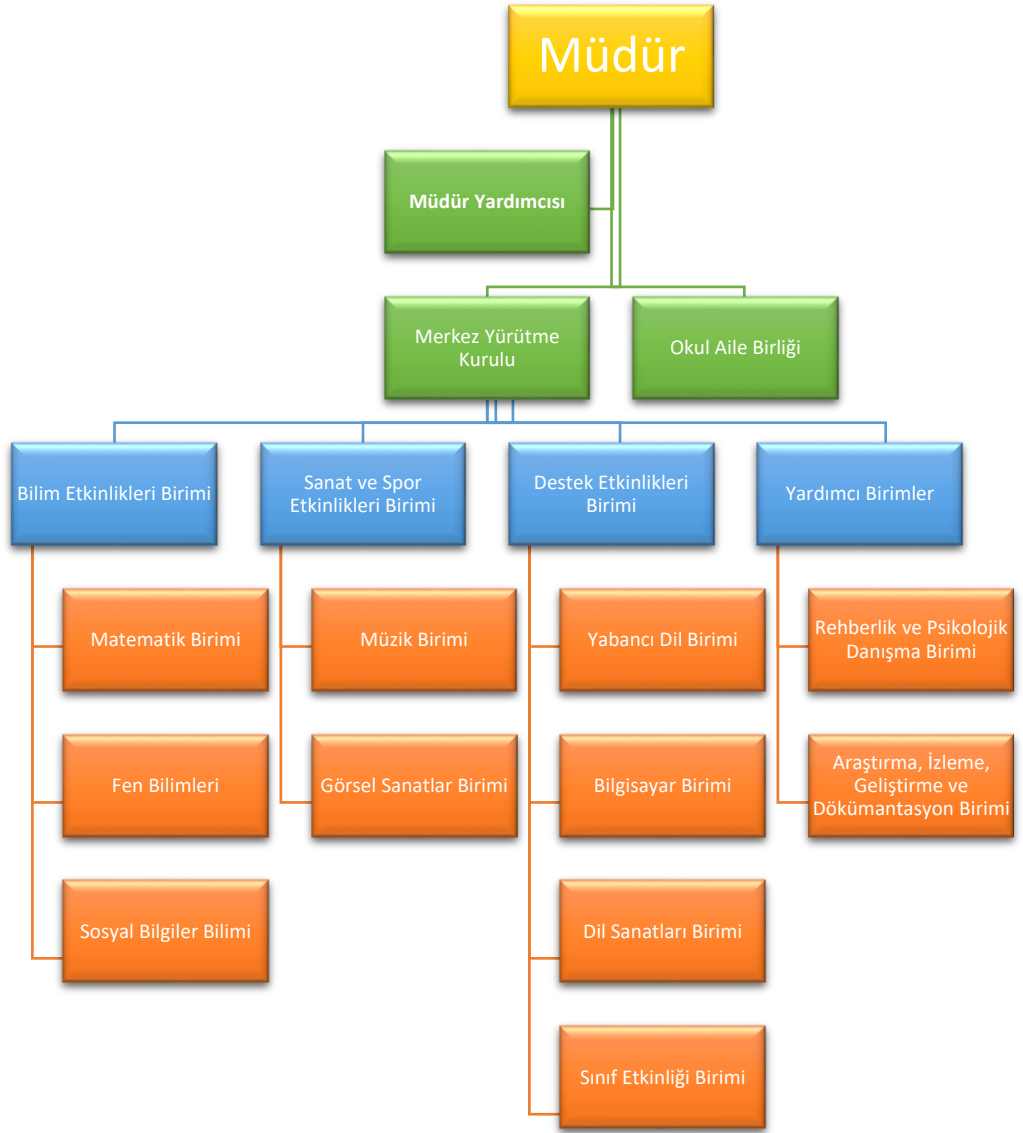 Müdür
Müdür Yardımcısı
Merkez Yürütme
Kurulu
Okul Aile Birliği
Bilim Etkinlikleri Birimi
Sanat ve Spor
Etkinlikleri Birimi
Destek Etkinlikleri
Birimi
Yardımcı Birimler
Matematik Birimi
Müzik Birimi
Yabancı Dil Birimi
Rehberlik ve Psikolojik
Danışma Birimi
Fen Bilimleri
Görsel Sanatlar Birimi
Bilgisayar Birimi
Araştırma, İzleme,
Geliştirme ve
Dökümantasyon Birimi
Sosyal Bilgiler Bilimi
Dil Sanatları Birimi
Sınıf Etkinliği Birimi